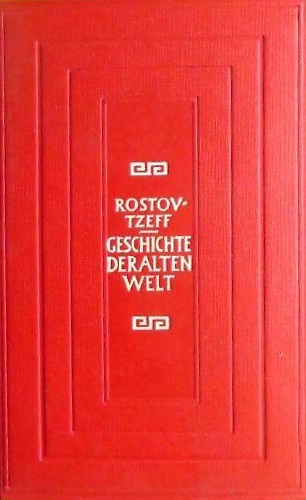 ROSTOV-
TZEFF
GESCHICHTE
DER ALTEN
WELT